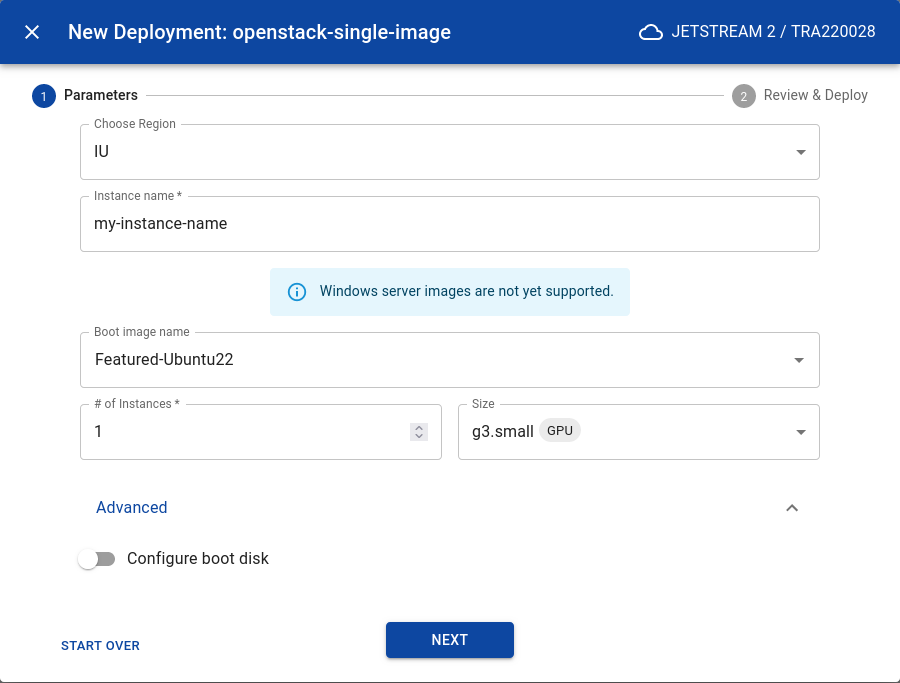 New Deployment: openstack-single-image
JETSTREAM 2 / TRA220028
1 Parameters
2 Review & Deploy
Choose Region
IU
Instance name *
my-instance-name
Windows server images are not yet supported.
Boot image name
Featured-Ubuntu22
# of Instances *
1
Size
g3.small GPU
Advanced
Configure boot disk
START OVER
NEXT